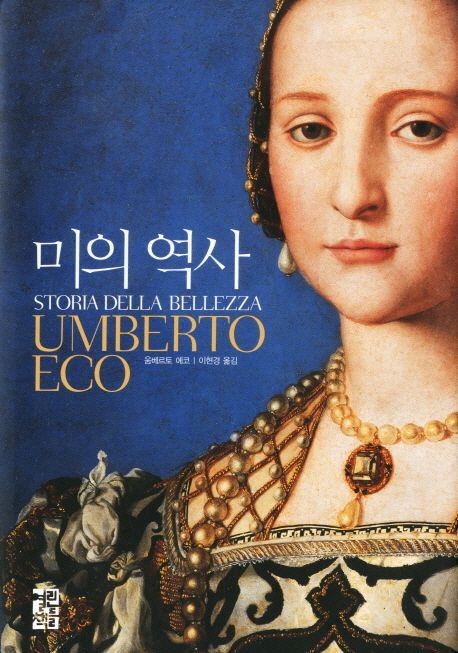 미의 역사
STORIA DELLA BELLEZZA
UMBERTO
ECO
움베르토 에코 | 이현경 옮김
열린
책들